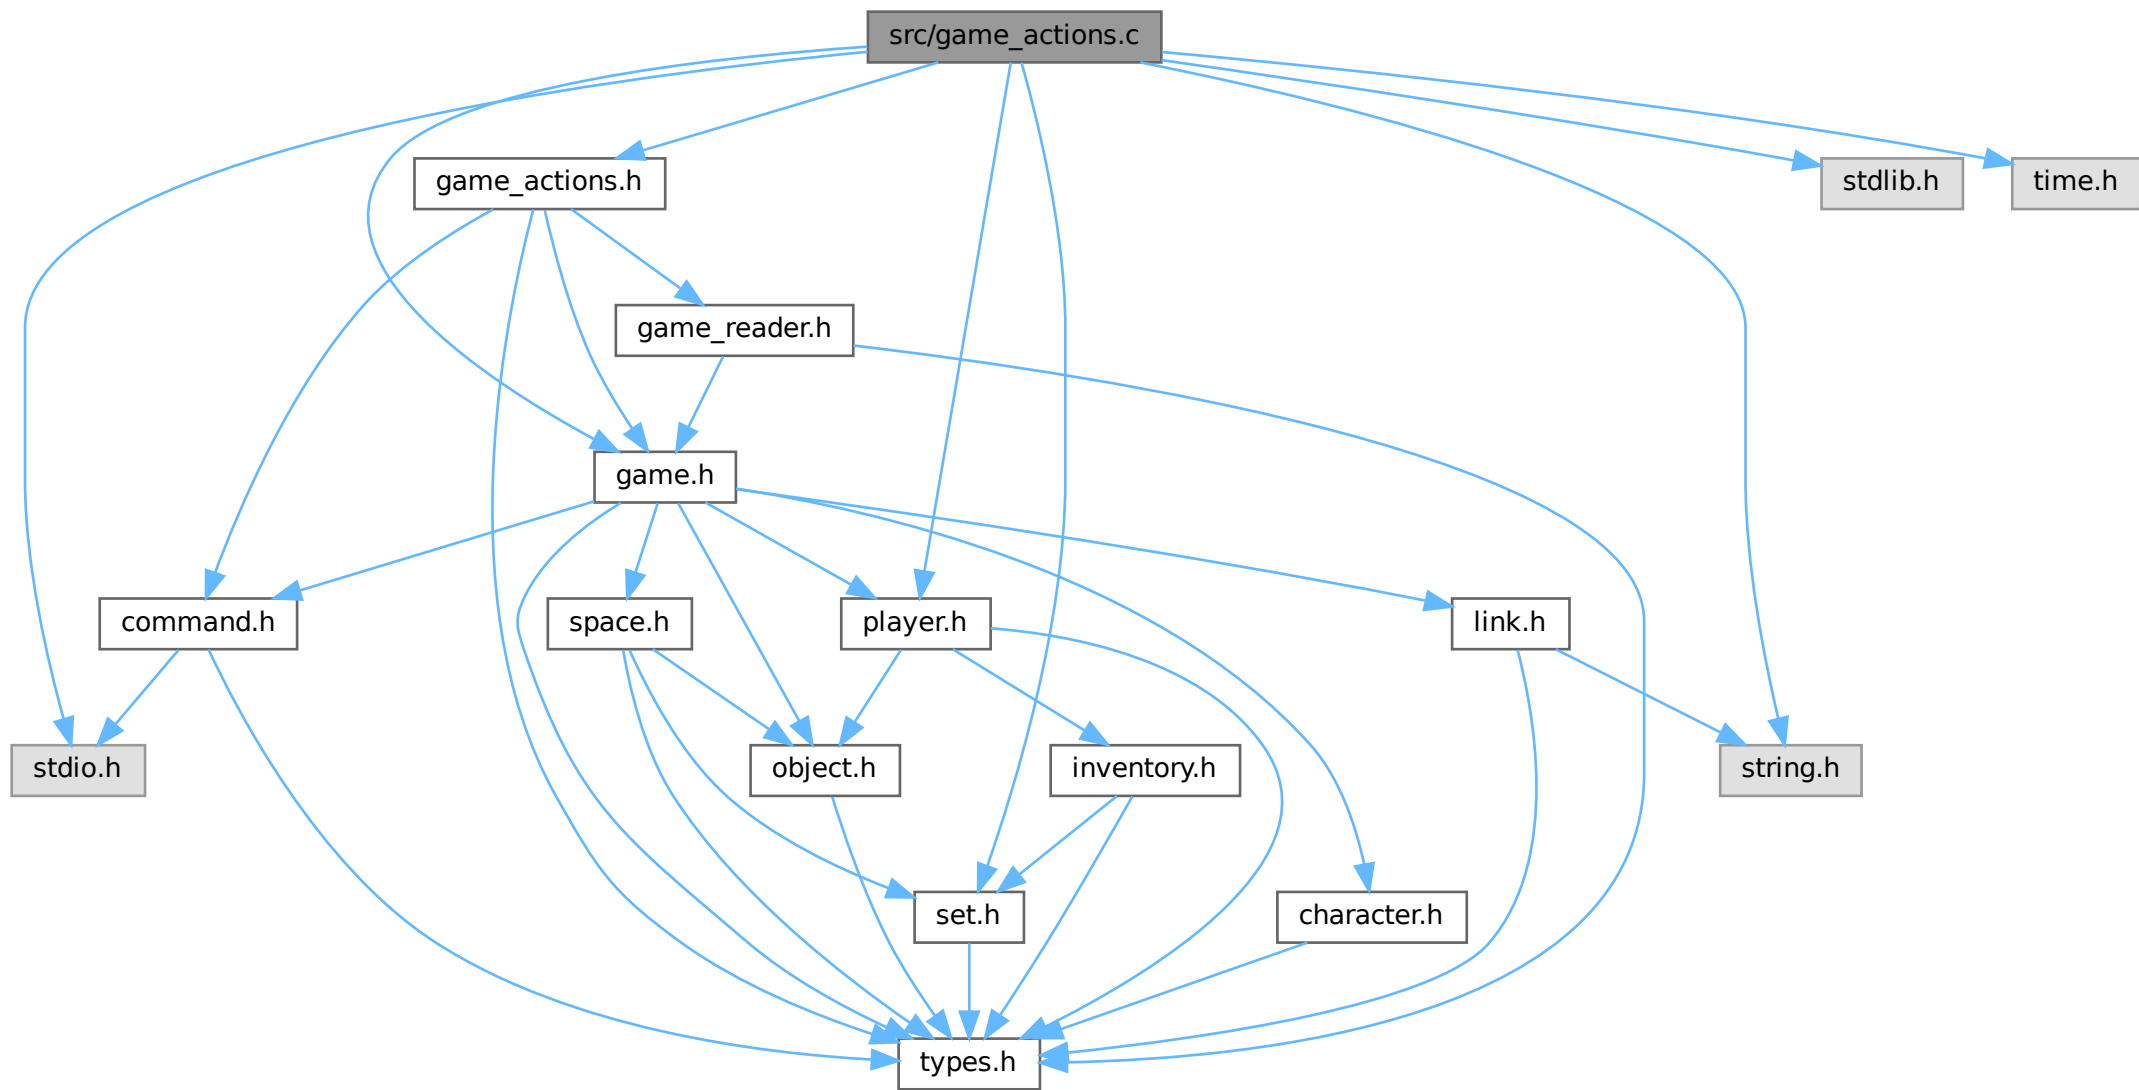 src/game_actions.c
game_actions.h
stdlib.h
time.h
game_reader.h
game.h
command.h
space.h
player.h
link.h
stdio.h
object.h
inventory.h
string.h
set.h
character.h
types.h